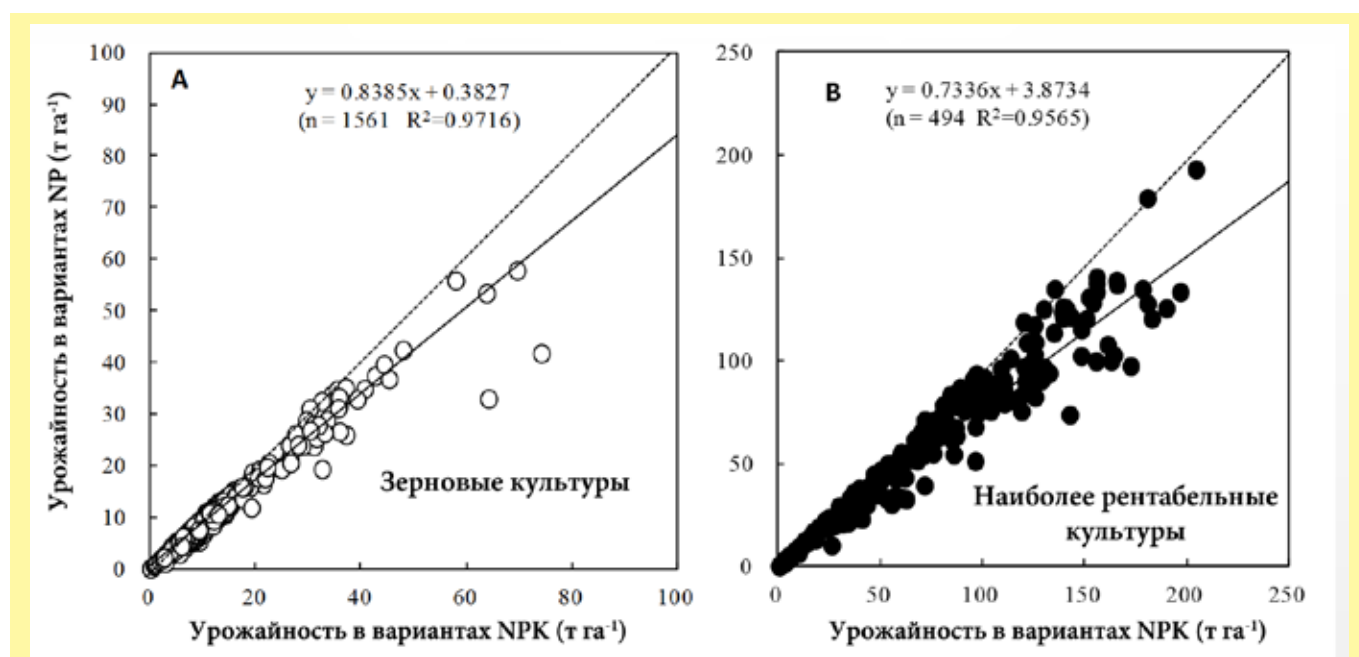 A
y = 0.8385x + 0.3827
(n = 1561 R²=0.9716)
Урожайность в вариантах NP (т га⁻¹)
100
90
80
70
60
50
40
30
20
10
0
Зерновые культуры
0 20 40 60 80 100
Урожайность в вариантах NPK (т га⁻¹)
B
y = 0.7336x + 3.8734
(n = 494 R²=0.9565)
250
200
150
100
50
0
Наиболее рентабельные
культуры
0 50 100 150 200 250
Урожайность в вариантах NPK (т га⁻¹)